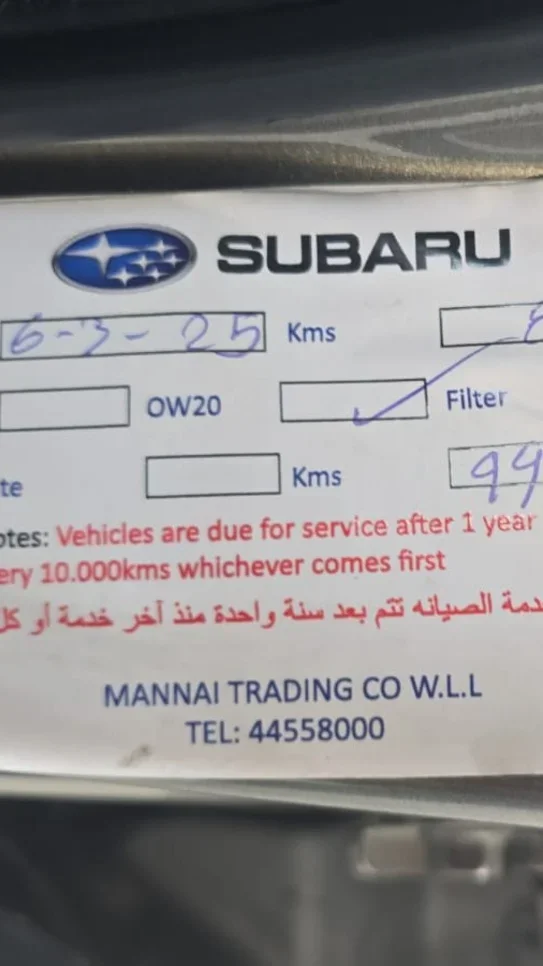 SUBARU
6-3-25 Kms
0W20 Filter
te Kms 99
otes: Vehicles are due for service after 1 year
ery 10.000kms whichever comes first
دمة الصيانه تتم بعد سنة واحدة منذ آخر خدمة أو كل
MANNAI TRADING CO W.L.L
TEL: 44558000